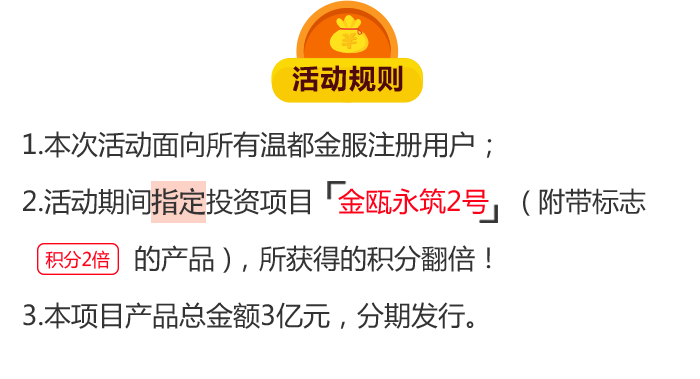 活动规则
1.本次活动面向所有温都金服注册用户；
2.活动期间指定投资项目「金瓯永筑2号」（附带标志
积分2倍 的产品），所获得的积分翻倍！
3.本项目产品总金额3亿元，分期发行。